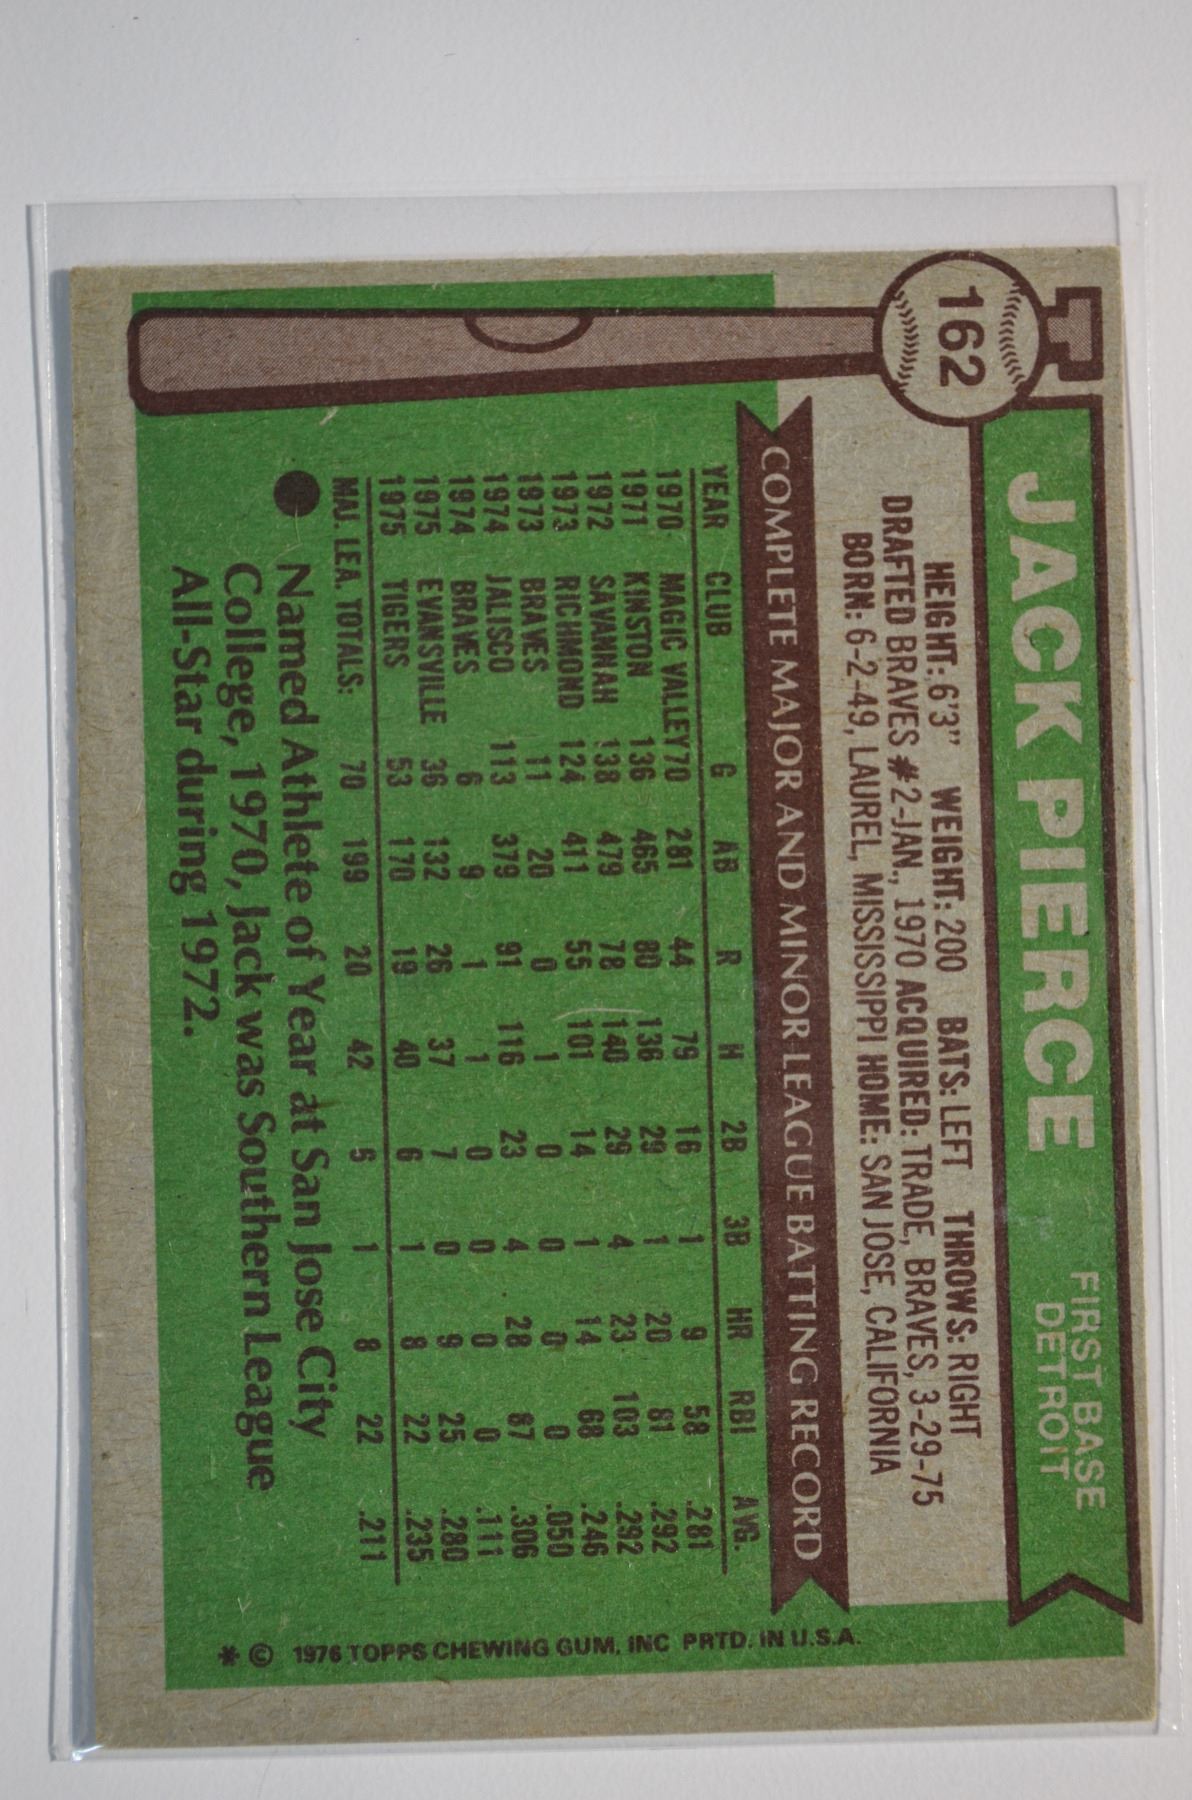 162
JACK PIERCE
FIRST BASE
DETROIT
HEIGHT: 6'3" WEIGHT: 200 BATS: LEFT THROWS: RIGHT
DRAFTED BRAVES #2-JAN., 1970 ACQUIRED: TRADE, BRAVES, 3-29-75
BORN: 6-2-49, LAUREL, MISSISSIPPI HOME: SAN JOSE, CALIFORNIA
COMPLETE MAJOR AND MINOR LEAGUE BATTING RECORD
YEAR CLUB G AB R H 2B 3B HR RBI AVG.
1970 MAGIC VALLEY 70 281 44 79 16 1 9 58 .281
1971 KINSTON 136 465 80 136 29 1 20 81 .292
1972 SAVANNAH 138 479 78 140 29 4 23 103 .292
1973 RICHMOND 124 411 55 101 14 1 14 68 .246
1973 BRAVES 11 20 0 1 0 0 0 0 .050
1974 JALISCO 113 379 91 116 23 4 28 87 .306
1974 BRAVES 6 9 1 1 0 0 0 0 .111
1975 EVANSVILLE 36 132 26 37 7 0 9 25 .280
1975 TIGERS 53 170 19 40 6 1 8 22 .235
MAJ. LEA. TOTALS: 70 199 20 42 6 1 8 22 .211
Named Athlete of Year at San Jose City
College, 1970, Jack was Southern League
All-Star during 1972.
* © 1976 TOPPS CHEWING GUM, INC PRTD. IN U.S.A.